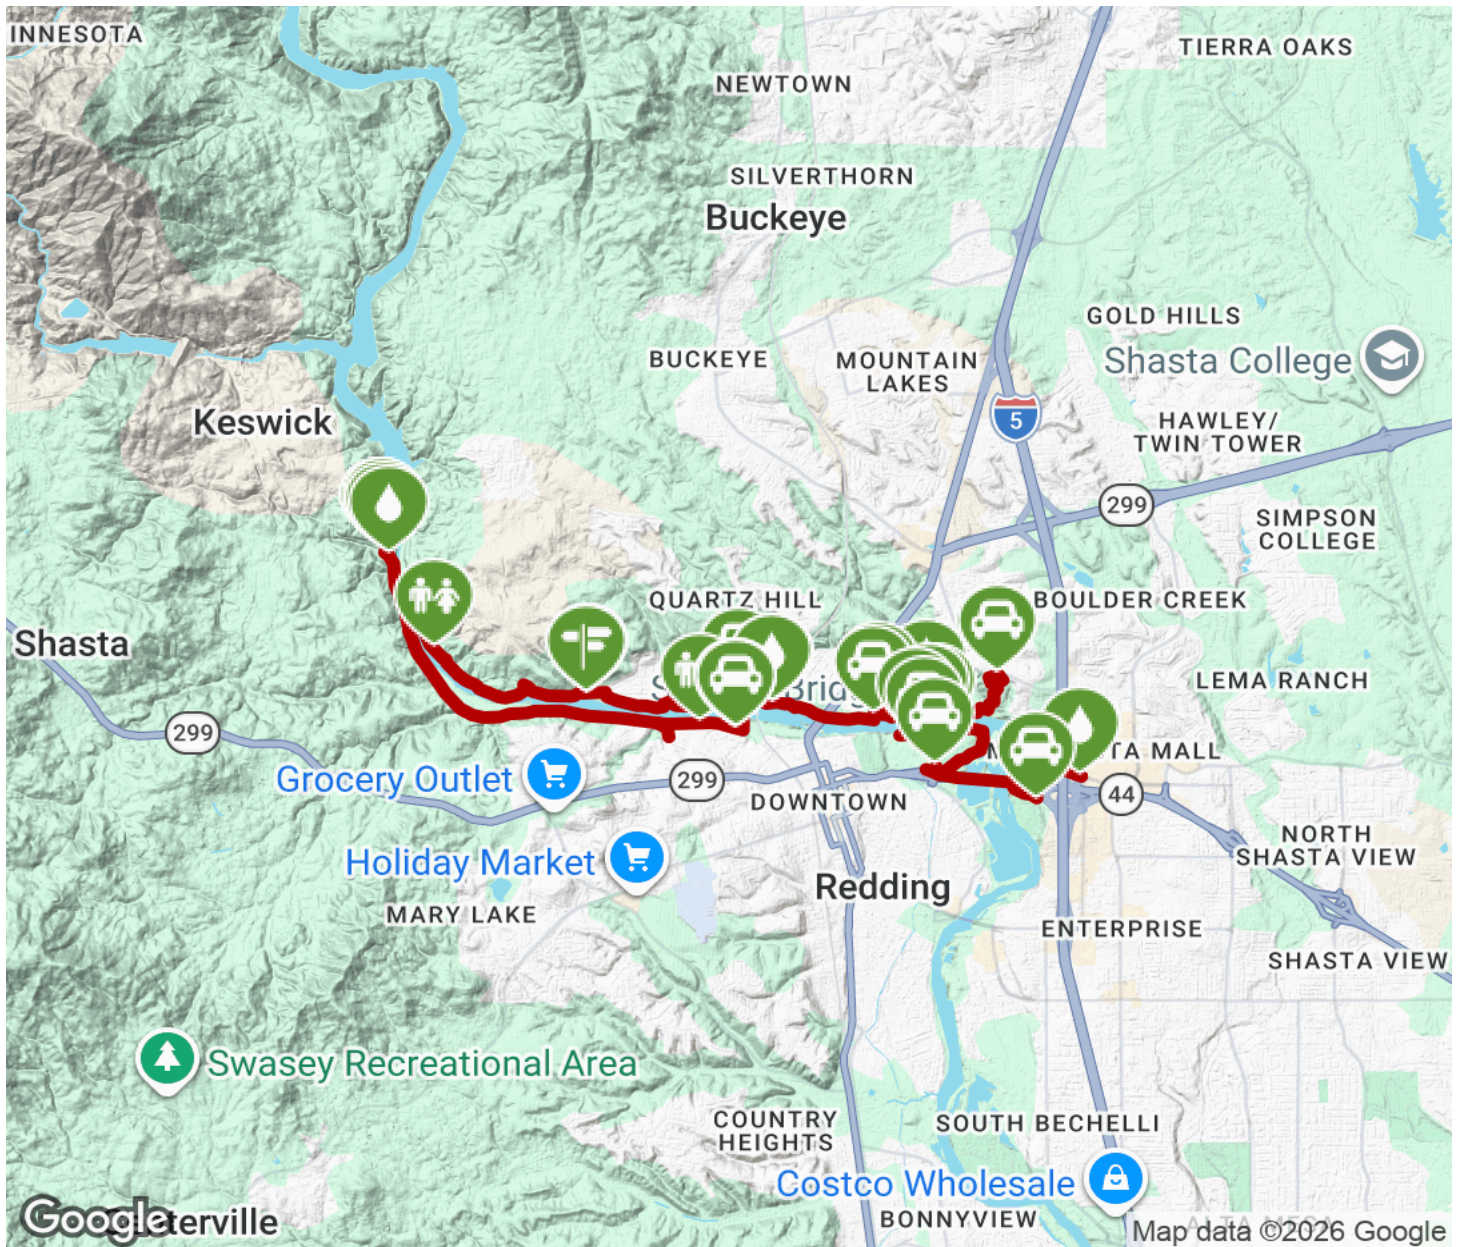 INNESOTA
TIERRA OAKS
NEWTOWN
SILVERTHORN
Buckeye
GOLD HILLS
BUCKEYE
MOUNTAIN
LAKES
Shasta College
5
HAWLEY/
TWIN TOWER
Keswick
299
SIMPSON
COLLEGE
QUARTZ HILL
BOULDER CREEK
Shasta
LEMA RANCH
299
TA MALL
Grocery Outlet
299
44
DOWNTOWN
NORTH
SHASTA VIEW
Holiday Market
Redding
MARY LAKE
ENTERPRISE
SHASTA VIEW
Swasey Recreational Area
COUNTRY
HEIGHTS
SOUTH BECHELLI
Costco Wholesale
BONNYVIEW
Google
terville
Map data ©2026 Google